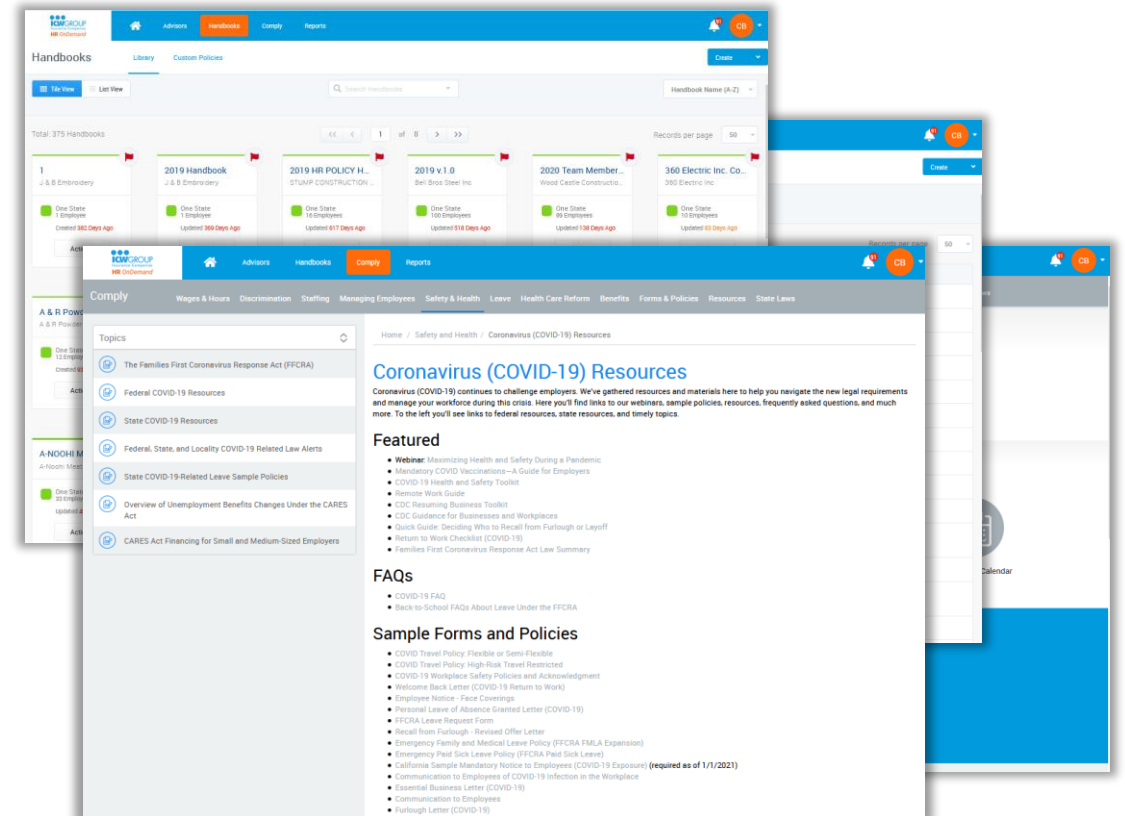 ICWGROUP
HR OnDemand
Advisors
Handbooks
Comply
Reports
91
CB
Handbooks
Library
Custom Policies
Create
Tile View
List View
Search Handbooks
Handbook Name (A-Z)
Total: 375 Handbooks
<< < 1 of 8 > >>
Records per page 50
1
J & B Embroidery
One State
1 Employee
Created 362 Days Ago
2019 Handbook
J & B Embroidery
One State
1 Employee
Updated 368 Days Ago
2019 HR POLICY H...
STUMP CONSTRUCTION ...
One State
16 Employees
Updated 617 Days Ago
2019 v.1.0
Bell Bros Steel Inc.
One State
100 Employees
Updated 518 Days Ago
2020 Team Member...
Wood Castle Constructio...
One State
Updated 138 Days Ago
360 Electric Inc. Co...
360 Electric Inc
One State
10 Employees
Updated 83 Days Ago
Acti
A & R Powd
A & R Powder
One State
Acti
A-NOOHI M
A-Noohi Meat
One State
Acti
91
CB
Create
Records per page 50
91
CB
Calendar
ICWGROUP
HR OnDemand
Advisors
Handbooks
Comply
Reports
91
CB
Comply
Wages & Hours
Discrimination
Staffing
Managing Employees
Safety & Health
Leave
Health Care Reform
Benefits
Forms & Policies
Resources
State Laws
Topics
The Families First Coronavirus Response Act (FFCRA)
Federal COVID-19 Resources
State COVID-19 Resources
Federal, State, and Locality COVID-19 Related Law Alerts
State COVID-19-Related Leave Sample Policies
Overview of Unemployment Benefits Changes Under the CARES
Act
CARES Act Financing for Small and Medium-Sized Employers
Home / Safety and Health / Coronavirus (COVID-19) Resources
Coronavirus (COVID-19) Resources
Coronavirus (COVID-19) continues to challenge employers. We've gathered resources and materials here to help you navigate the new legal requirements
and manage your workforce during this crisis. Here you'll find links to our webinars, sample policies, resources, frequently asked questions, and much
more. To the left you'll see links to federal resources, state resources, and timely topics.
Featured
• Webinar: Maximizing Health and Safety During a Pandemic
• Mandatory COVID Vaccinations—A Guide for Employers
• COVID-19 Health and Safety Toolkit
• Remote Work Guide
• CDC Resuming Business Toolkit
• CDC Guidance for Businesses and Workplaces
• Quick Guide: Deciding Who to Recall from Furlough or Layoff
• Return to Work Checklist (COVID-19)
• Families First Coronavirus Response Act Law Summary
FAQs
• COVID-19 FAQ
• Back-to-School FAQs About Leave Under the FFCRA
Sample Forms and Policies
• COVID Travel Policy: Flexible or Semi-Flexible
• COVID Travel Policy: High-Risk Travel Restricted
• COVID-19 Workplace Safety Policies and Acknowledgment
• Welcome Back Letter (COVID-19 Return to Work)
• Employee Notice - Face Coverings
• Personal Leave of Absence Granted Letter (COVID-19)
• FFCRA Leave Request Form
• Recall from Furlough - Revised Offer Letter
• Emergency Family and Medical Leave Policy (FFCRA FMLA Expansion)
• Emergency Paid Sick Leave Policy (FFCRA Paid Sick Leave)
• California Sample Mandatory Notice to Employees (COVID-19 Exposure) (required as of 1/1/2021)
• Communication to Employees of COVID-19 Infection in the Workplace
• Essential Business Letter (COVID-19)
• Communication to Employees
• Furlough Letter (COVID-19)